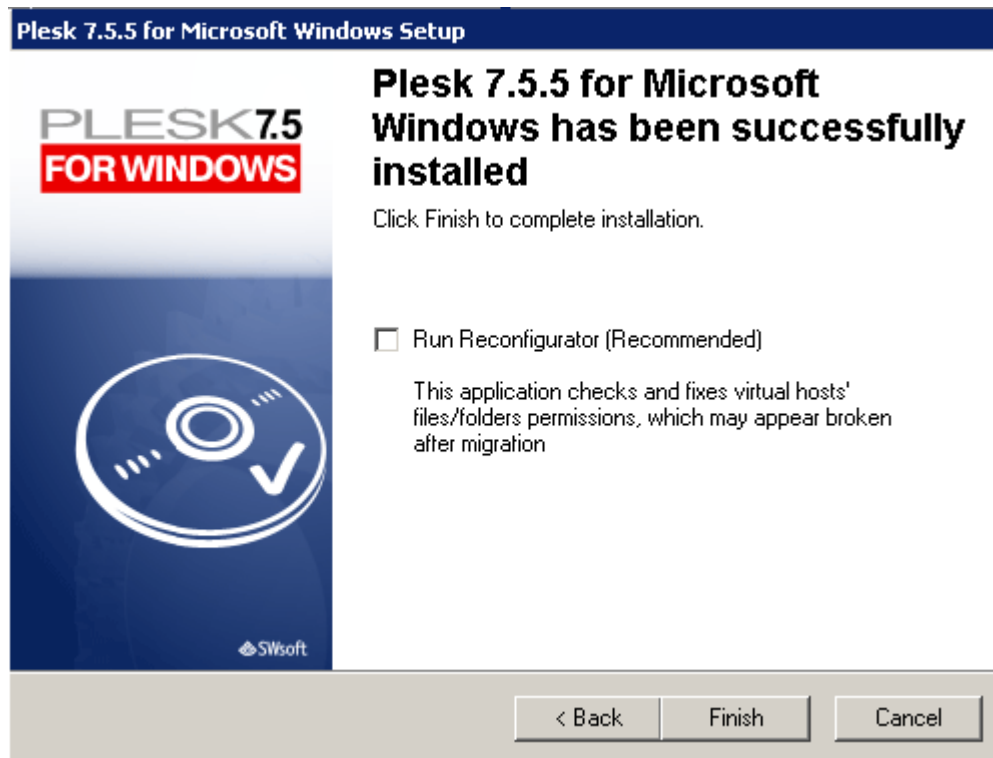 Plesk 7.5.5 for Microsoft Windows Setup
PLESK7.5
FOR WINDOWS
Plesk 7.5.5 for Microsoft
Windows has been successfully
installed
Click Finish to complete installation.
Run Reconfigurator (Recommended)
This application checks and fixes virtual hosts'
files/folders permissions, which may appear broken
after migration
SWsoft
< Back
Finish
Cancel